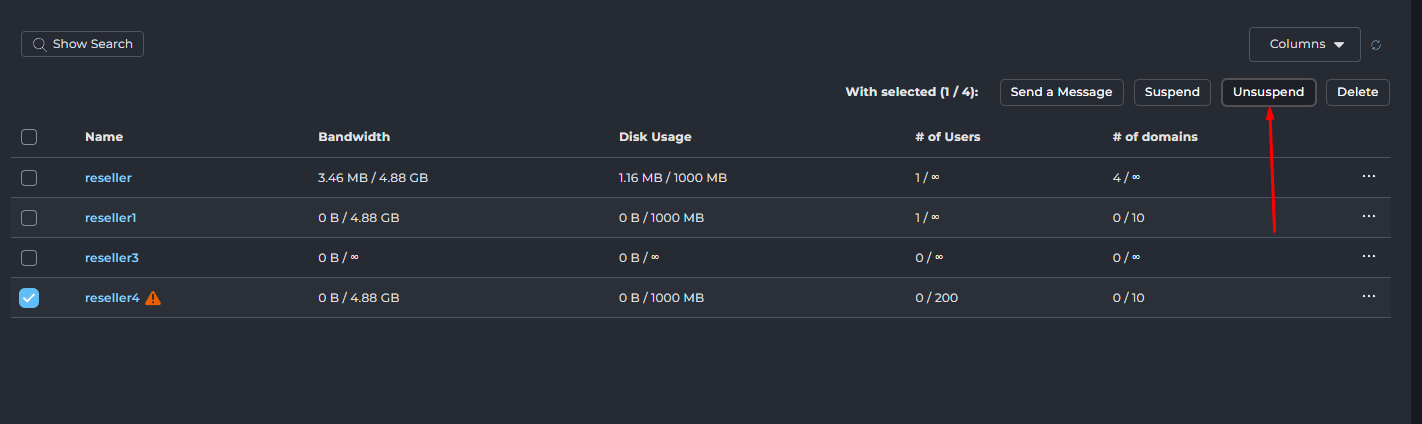 Show Search
Columns
With selected (1 / 4): Send a Message Suspend Unsuspend Delete
Name Bandwidth Disk Usage # of Users # of domains
reseller 3.46 MB / 4.88 GB 1.16 MB / 1000 MB 1 / ∞ 4 / ∞ ...
reseller1 0 B / 4.88 GB 0 B / 1000 MB 1 / ∞ 0 / 10 ...
reseller3 0 B / ∞ 0 B / ∞ 0 / ∞ 0 / ∞ ...
reseller4 0 B / 4.88 GB 0 B / 1000 MB 0 / 200 0 / 10 ...